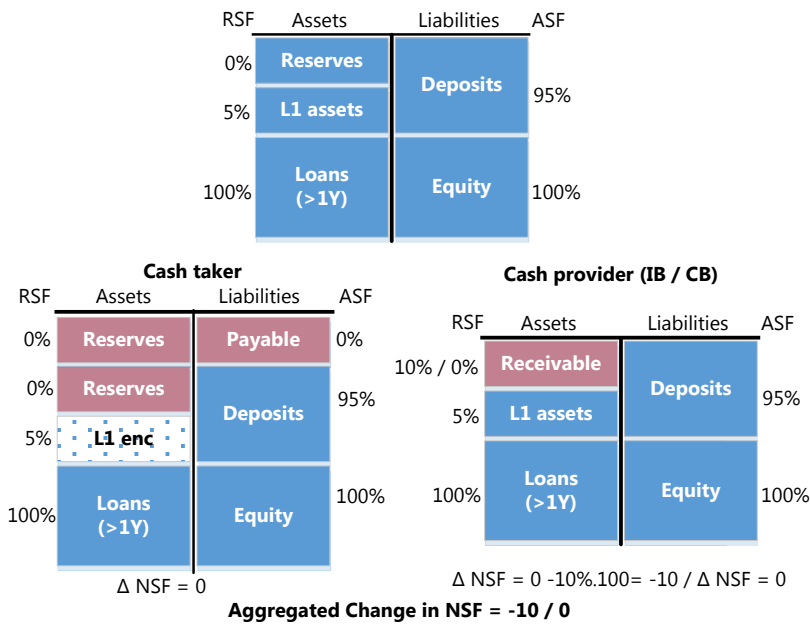 RSF Assets Liabilities ASF
0% Reserves
Deposits
95%
5% L1 assets
100% Loans
(>1Y)
Equity 100%
Cash taker
RSF Assets Liabilities ASF
0% Reserves Payable 0%
0% Reserves
Deposits 95%
5% L1 enc
100% Loans
(>1Y)
Equity 100%
Δ NSF = 0
Cash provider (IB / CB)
RSF Assets Liabilities ASF
10% / 0% Receivable
Deposits
95%
5% L1 assets
100% Loans
(>1Y)
Equity 100%
Δ NSF = 0 -10%.100= -10 / Δ NSF = 0
Aggregated Change in NSF = -10 / 0